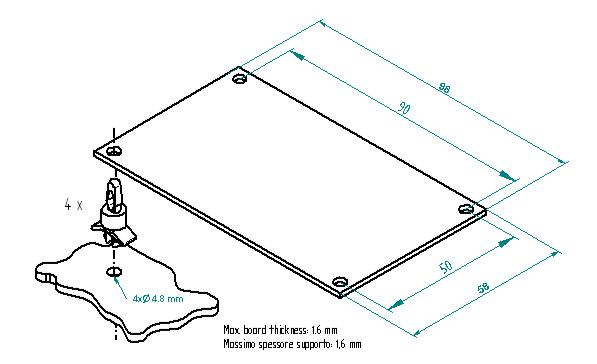 98
90
4 x
50
58
4xØ 4.8 mm
Max. board thickness: 1.6 mm
Massimo spessore supporto: 1,6 mm